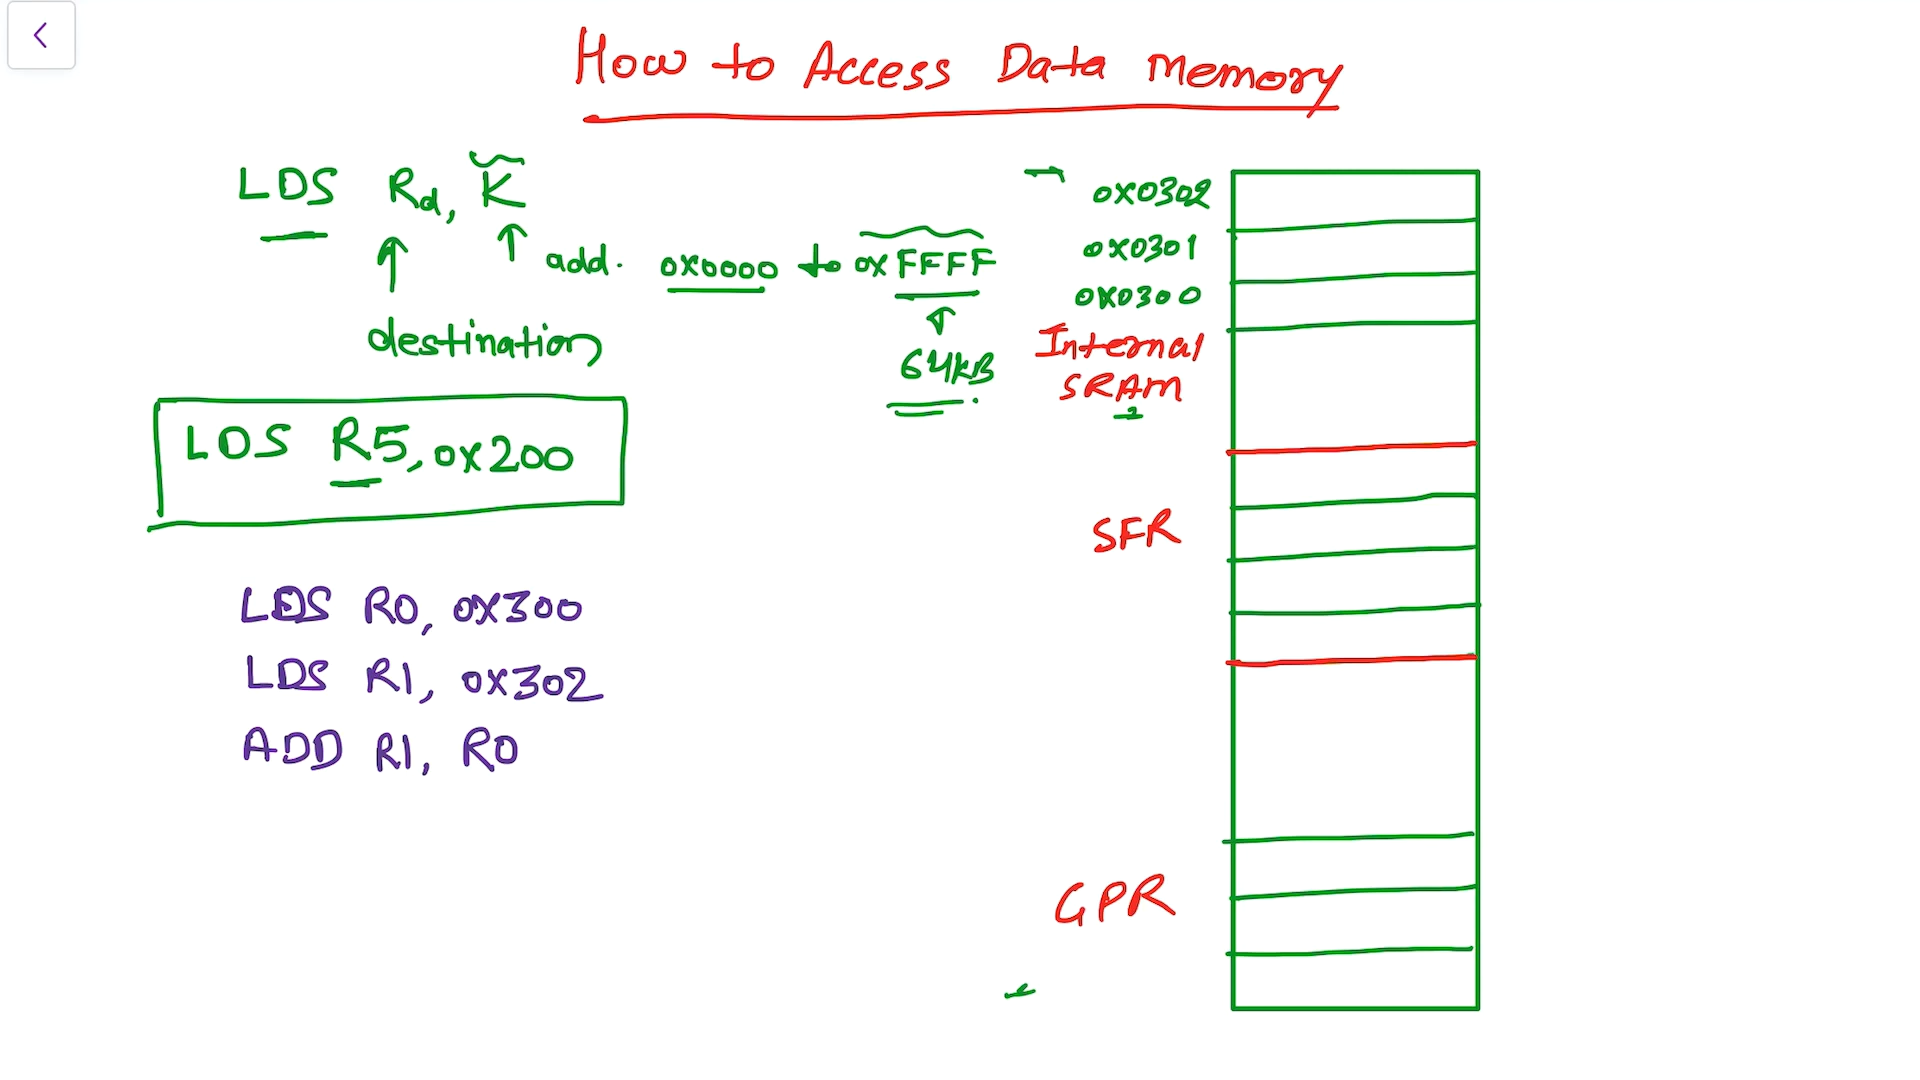 How to Access Data Memory
LDS Rd, K
add. 0x0000 to 0xFFFF
destination
64kB
LDS R5, 0x200
LDS R0, 0x300
LDS R1, 0x302
ADD R1, R0
0x0302
0x0301
0x0300
Internal
SRAM
SFR
GPR